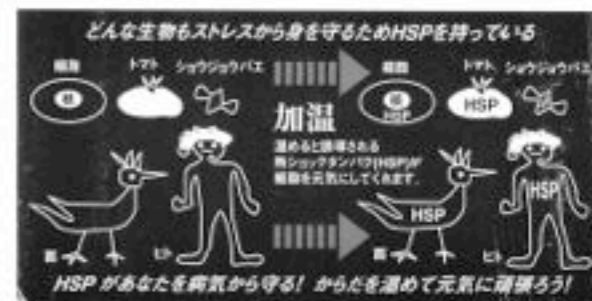 どんな生物もストレスから身を守るためHSPを持っている
細胞 トマト ショウジョウバエ
核
細胞 トマト ショウジョウバエ
核
HSP
HSP
加温
温めると誘導される
熱ショックタンパク(HSP)が
細胞を元気にしてくれます。
HSP
HSP
ヒト
ヒト
HSPがあなたを病気から守る! からだを温めて元気に頑張ろう!